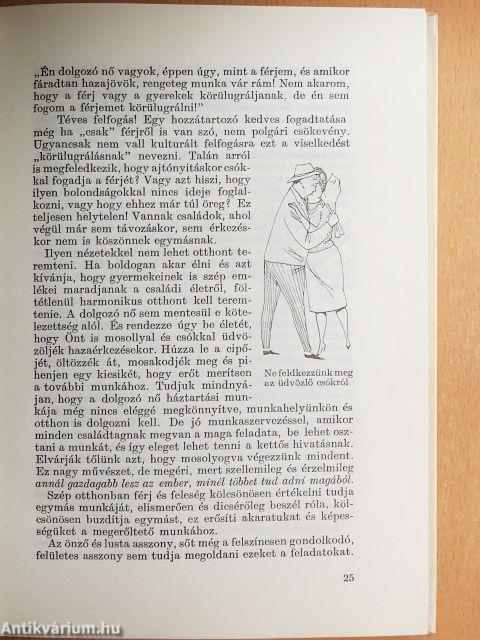 „Én dolgozó nő vagyok, éppen úgy, mint a férjem, és amikor
fáradtan hazajövök, rengeteg munka vár rám! Nem akarom,
hogy a férj vagy a gyerekek körülugráljanak, de én sem
fogom a férjemet körülugrálni!"
Téves felfogás! Egy hozzátartozó kedves fogadtatása
még ha „csak" férjről is van szó, nem polgári csökevény.
Ugyancsak nem vall kulturált felfogásra ezt a viselkedést
„körülugrálásnak" nevezni. Talán arról
is megfeledkezik, hogy ajtónyitáskor csók-
kal fogadja a férjét? Vagy azt hiszi, hogy
ilyen bolondságokkal nincs ideje foglal-
kozni, vagy hogy ehhez már túl öreg? Ez
teljesen helytelen! Vannak családok, ahol
végül már sem távozáskor, sem érkezés-
kor nem is köszönnek egymásnak.
Ilyen nézetekkel nem lehet otthont te-
remteni. Ha boldogan akar élni és azt
kívánja, hogy gyermekeinek is szép em-
lékei maradjanak a családi életről, föl-
tétlenül harmonikus otthont kell terem-
tenie. A dolgozó nő sem mentesül e köte-
lezettség alól. És rendezze úgy be életét,
hogy Önt is mosollyal és csókkal üdvö-
zöljék hazaérkezésekor. Húzza le a cipő-
jét, öltözzék át, mosakodjék meg és pi-
henjen egy kicsikét, hogy erőt merítsen
a további munkához. Tudjuk mindnyá-
jan, hogy a dolgozó nő háztartási mun-
kája még nincs eléggé megkönnyítve, munkahelyünkön és
otthon is dolgozni kell. De jó munkaszervezéssel, amikor
minden családtagnak megvan a maga feladata, be lehet osz-
tani a munkát, és így eleget lehet tenni a kettős hivatásnak.
Elvárják tőlünk azt, hogy mosolyogva végezzünk mindent.
Ez nagy művészet, de megéri, mert szellemileg és érzelmileg
annál gazdagabb lesz az ember, minél többet tud adni magából.
Szép otthonban férj és feleség kölcsönösen értékelni tudja
egymás munkáját, elismerően és dicsérőleg beszél róla, köl-
csönösen buzdítja egymást, ez erősíti akaratukat és képes-
ségüket a megerőltető munkához.
Az önző és lusta asszony, sőt még a felszínesen gondolkodó,
felületes asszony sem tudja megoldani ezeket a feladatokat.
Ne feledkezzünk meg
az üdvözlő csókról
25
Antikvárium.hu